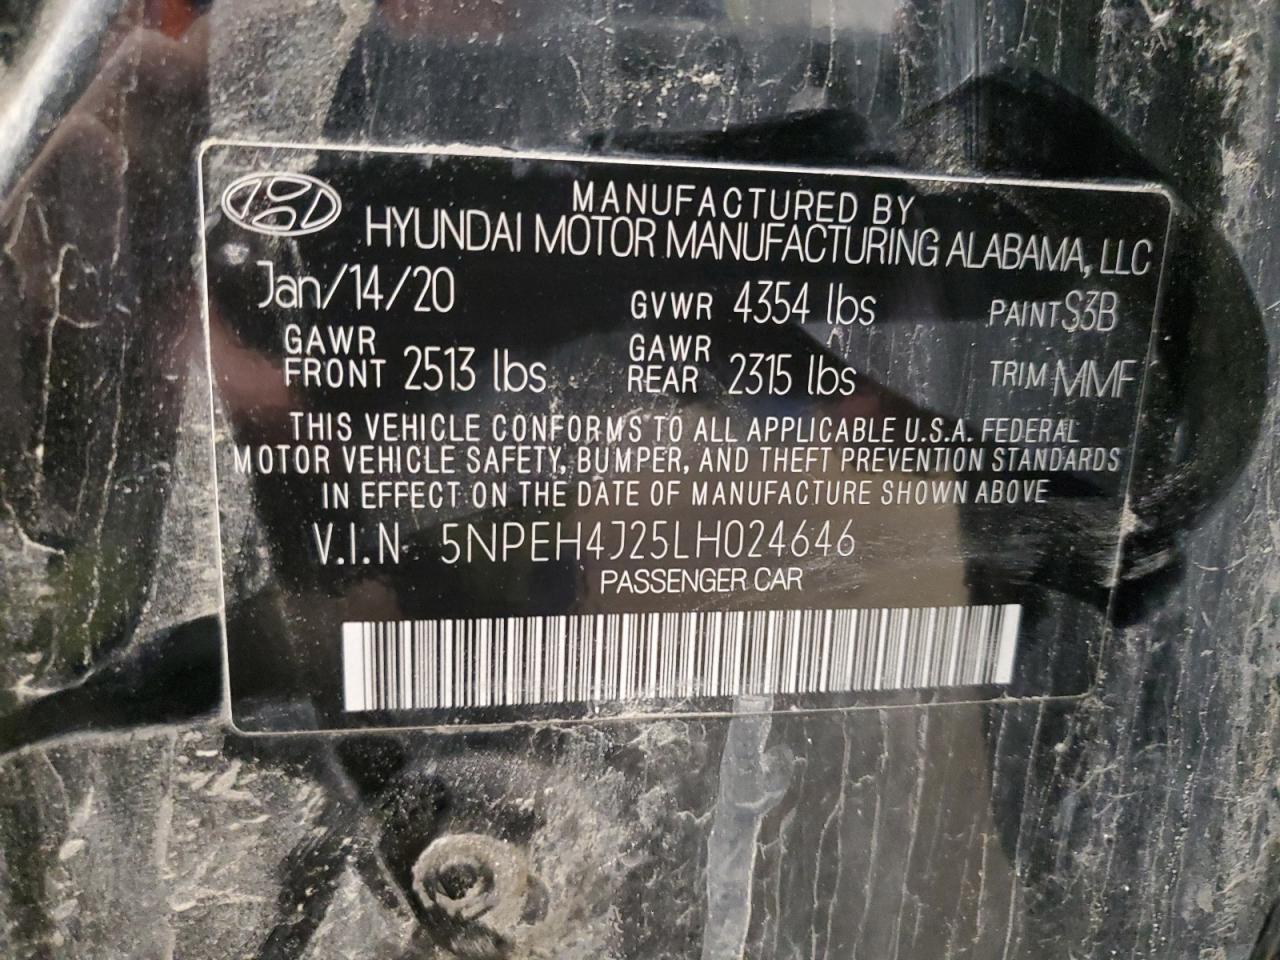 MANUFACTURED BY
HYUNDAI MOTOR MANUFACTURING ALABAMA, LLC
Jan/14/20 GVWR 4354 lbs PAINT S3B
GAWR FRONT 2513 lbs GAWR REAR 2315 lbs TRIM MMF
THIS VEHICLE CONFORMS TO ALL APPLICABLE U.S.A. FEDERAL
MOTOR VEHICLE SAFETY, BUMPER, AND THEFT PREVENTION STANDARDS
IN EFFECT ON THE DATE OF MANUFACTURE SHOWN ABOVE
V.I.N 5NPEH4J25LH024646
PASSENGER CAR